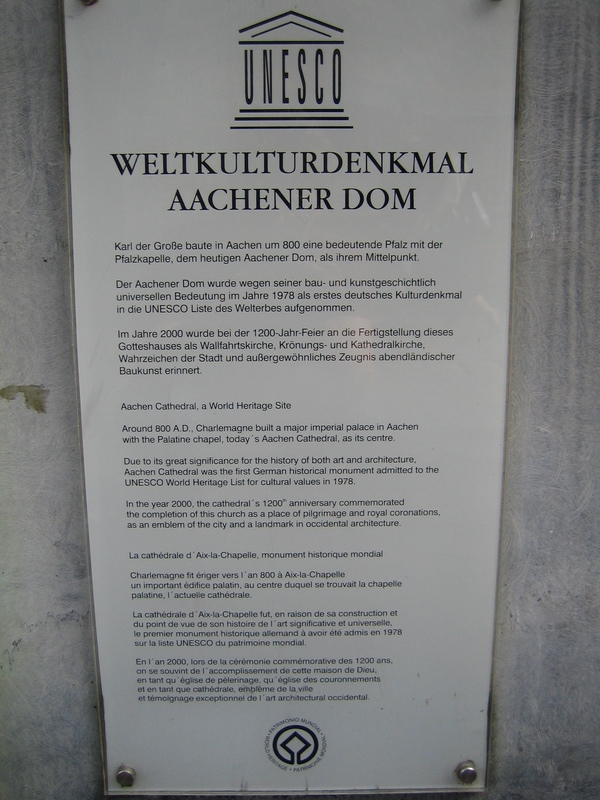 UNESCO
WELTKULTURDENKMAL
AACHENER DOM
Karl der Große baute in Aachen um 800 eine bedeutende Pfalz mit der
Pfalzkapelle, dem heutigen Aachener Dom, als ihrem Mittelpunkt.
Der Aachener Dom wurde wegen seiner bau- und kunstgeschichtlich
universellen Bedeutung im Jahre 1978 als erstes deutsches Kulturdenkmal
in die UNESCO Liste des Welterbes aufgenommen.
Im Jahre 2000 wurde bei der 1200-Jahr-Feier an die Fertigstellung dieses
Gotteshauses als Wallfahrtskirche, Krönungs- und Kathedralkirche,
Wahrzeichen der Stadt und außergewöhnliches Zeugnis abendländischer
Baukunst erinnert.
Aachen Cathedral, a World Heritage Site
Around 800 A.D., Charlemagne built a major imperial palace in Aachen
with the Palatine chapel, today´s Aachen Cathedral, as its centre.
Due to its great significance for the history of both art and architecture,
Aachen Cathedral was the first German historical monument admitted to the
UNESCO World Heritage List for cultural values in 1978.
In the year 2000, the cathedral´s 1200th anniversary commemorated
the completion of this church as a place of pilgrimage and royal coronations,
as an emblem of the city and a landmark in occidental architecture.
La cathédrale d´Aix-la-Chapelle, monument historique mondial
Charlemagne fit ériger vers l´an 800 à Aix-la-Chapelle
un important édifice palatin, au centre duquel se trouvait la chapelle
palatine, l´actuelle cathédrale.
La cathédrale d´Aix-la-Chapelle fut, en raison de sa construction et
du point de vue de son histoire de l´art significative et universelle,
le premier monument historique allemand à avoir été admis en 1978
sur la liste UNESCO du patrimoine mondial.
En l´an 2000, lors de la cérémonie commémorative des 1200 ans,
on se souvint de l´accomplissement de cette maison de Dieu,
en tant qu´église de pèlerinage, qu´église des couronnements
et en tant que cathédrale, emblème de la ville
et témoignage exceptionnel de l´art architectural occidental.
WORLD HERITAGE • PATRIMOINE MONDIAL • PATRIMONIO MUNDIAL